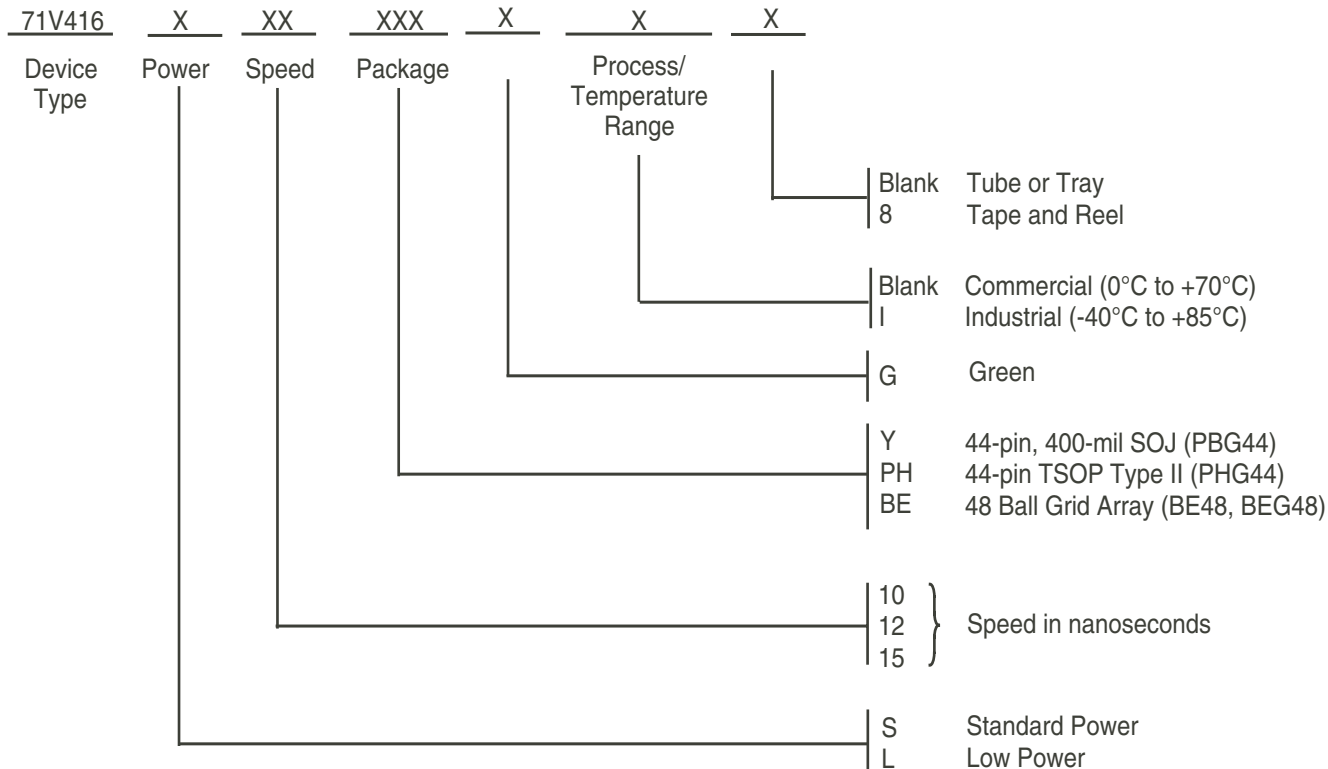 71V416 X XX XXX X X X
Device Type
Power
Speed
Package
Process/
Temperature
Range
Blank Tube or Tray
8 Tape and Reel
Blank Commercial (0°C to +70°C)
I Industrial (-40°C to +85°C)
G Green
Y 44-pin, 400-mil SOJ (PBG44)
PH 44-pin TSOP Type II (PHG44)
BE 48 Ball Grid Array (BE48, BEG48)
10
12
15
Speed in nanoseconds
S Standard Power
L Low Power